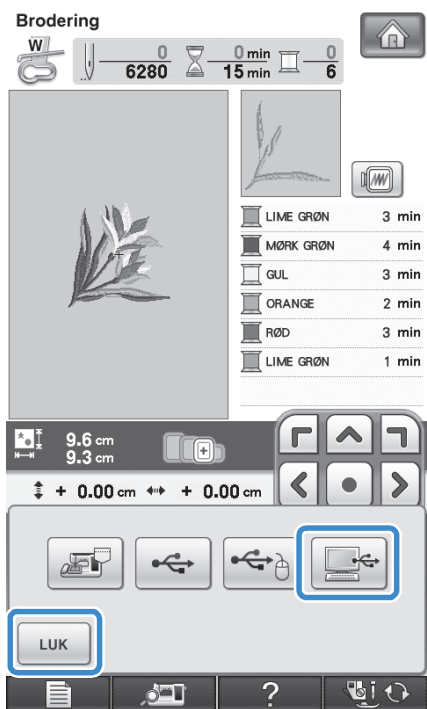 Brodering
W
0 0 min 0
6280 15 min 6
LIME GRØN 3 min
MØRK GRØN 4 min
GUL 3 min
ORANGE 2 min
RØD 3 min
LIME GRØN 1 min
9.6 cm
9.3 cm
+ 0.00 cm + 0.00 cm
LUK
?